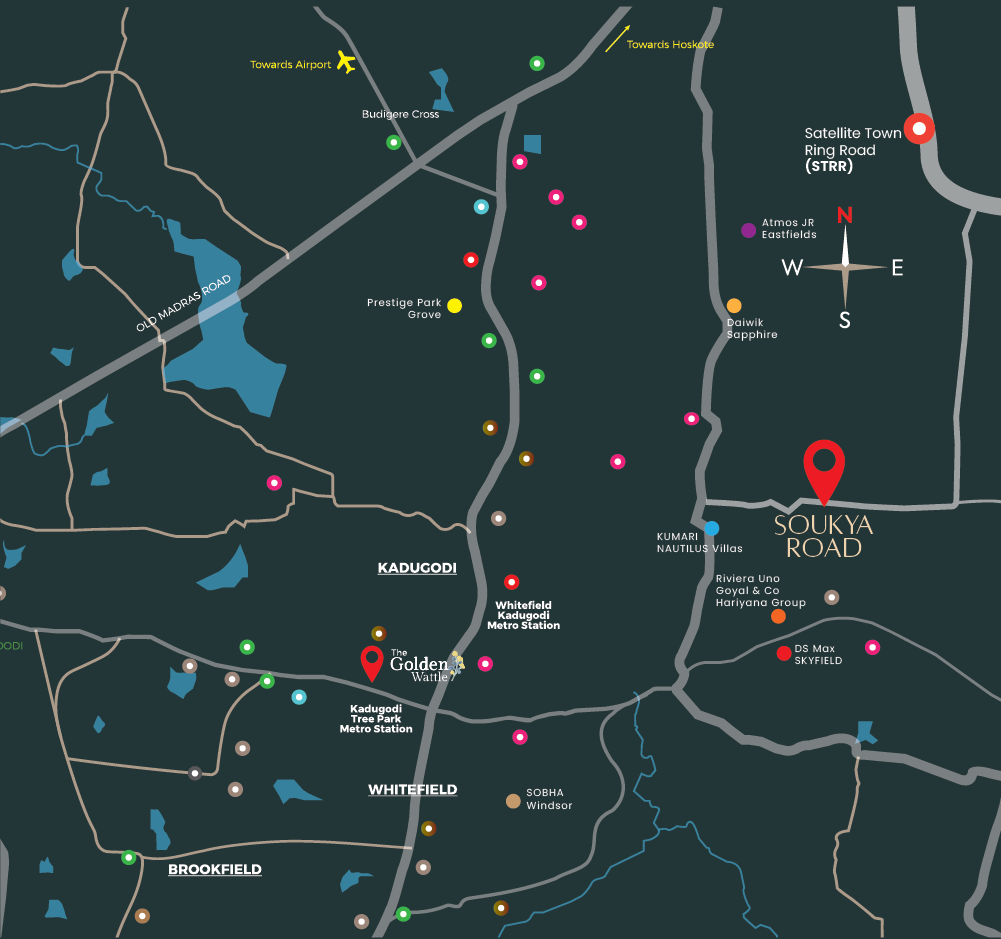 Towards Hoskote
Towards Airport
Budigere Cross
Satellite Town
Ring Road
(STRR)
N
Atmos JR
Eastfields
W
E
S
OLD MADRAS ROAD
Prestige Park
Grove
Daiwik
Sapphire
SOUKYA
ROAD
KUMARI
NAUTILUS Villas
KADUGODI
Riviera Uno
Goyal & Co
Hariyana Group
Whitefield
Kadugodi
Metro Station
OODI
The
Golden
Wattle
DS Max
SKYFIELD
Kadugodi
Tree Park
Metro Station
WHITEFIELD
SOBHA
Windsor
BROOKFIELD